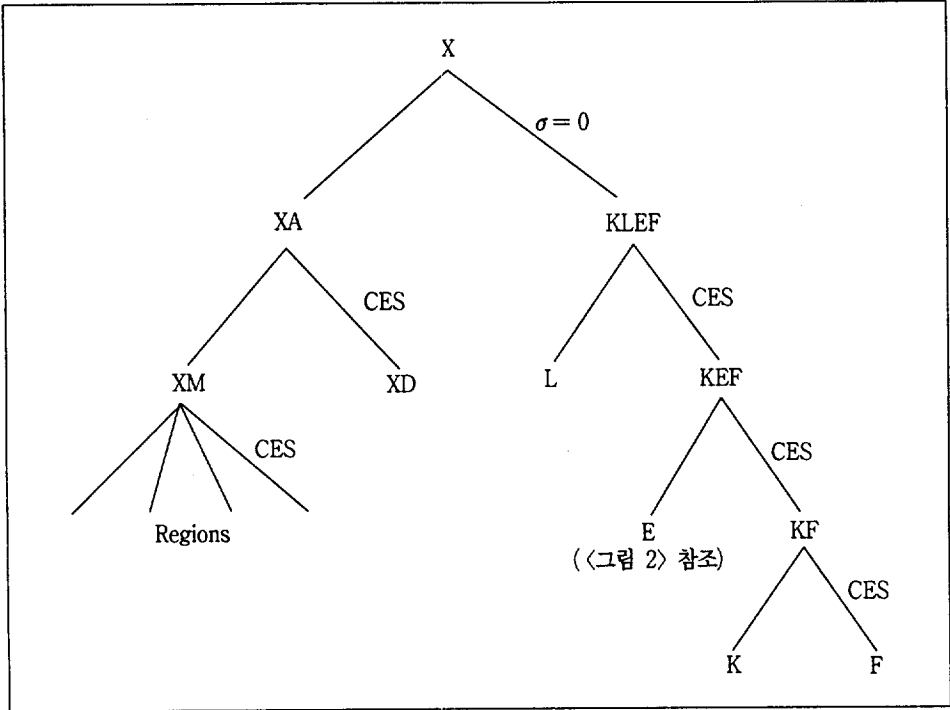 X
σ = 0
XA
KLEF
CES
CES
XM
XD
L
KEF
CES
CES
Regions
E
KF
(〈그림 2〉 참조)
CES
K
F